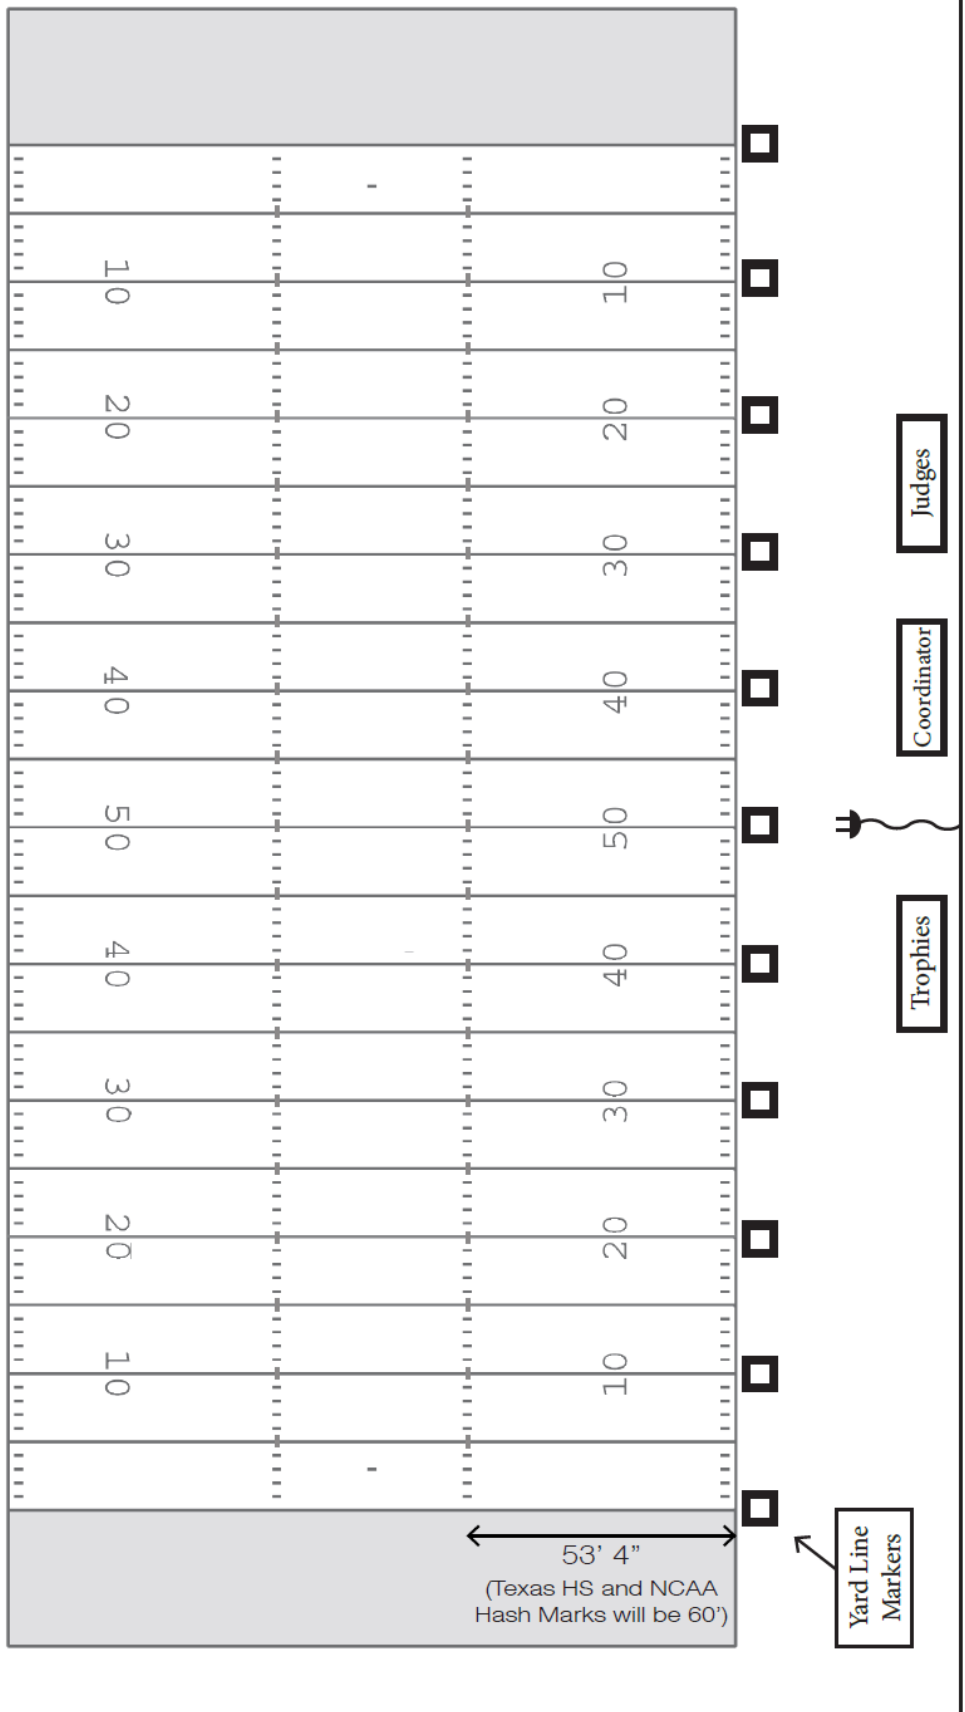 10 10
20 20
Judges
30 30
40 40
Coordinator
50 50
40 40
Trophies
30 30
20 20
10 10
53’ 4”
(Texas HS and NCAA
Hash Marks will be 60’)
Yard Line
Markers